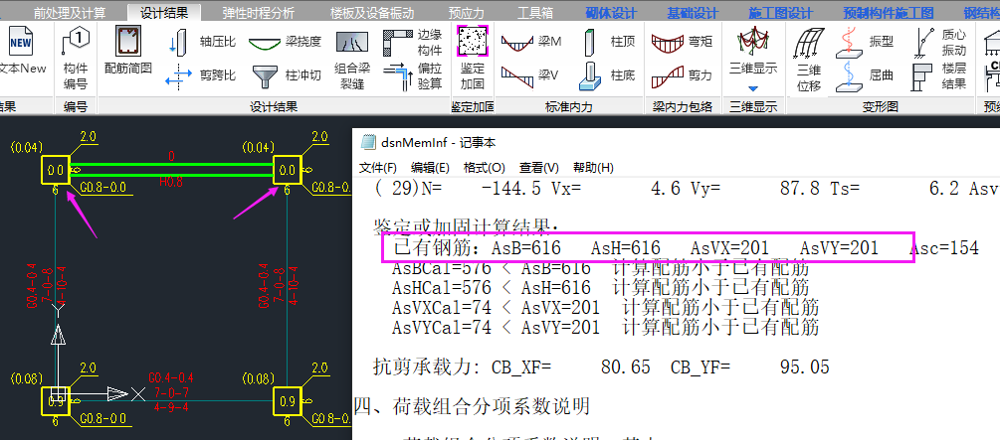 前处理及计算 设计结果 弹性时程分析 楼板及设备振动 预应力 工具箱 砌体设计 基础设计 施工图设计 预制构件施工图 钢结构
NEW 文本New
构件编号
配筋简图
轴压比
剪跨比
梁挠度
柱冲切
组合梁裂缝
边缘构件
偏拉验算
鉴定加固
梁M
梁V
柱顶
柱底
弯矩
剪力
三维显示
三维位移
振型
屈曲
质心振动
楼层结果
结果 编号 设计结果 鉴定加固 标准内力 梁内力包络 三维显示 变形图
(0.04) 2.0 0 (0.04) 2.0
0.0 H0.8 0.0
6 G0.8-0.0 6 G0.8-0.0
G0.4-0.8
7-0-8
4-10-4
G0.4-0.8
7-0-8
4-10-4
Y
(0.08) 2.0 G0.4-0.4 (0.08) 2.0
0.9 X 7-0-7 0.9
4-9-4
6 G0.8-0.0 6 G0.8-0.0
dsnMemInf - 记事本
文件(F) 编辑(E) 格式(O) 查看(V) 帮助(H)
( 29)N= -144.5 Vx= 4.6 Vy= 87.8 Ts= 6.2 Asv
鉴定或加固计算结果:
已有钢筋: AsB=616 AsH=616 AsVX=201 AsVY=201 Asc=154
AsBCal=576 < AsB=616 计算配筋小于已有配筋
AsHCal=576 < AsH=616 计算配筋小于已有配筋
AsVXCal=74 < AsVX=201 计算配筋小于已有配筋
AsVYCal=74 < AsVY=201 计算配筋小于已有配筋
抗剪承载力: CB_XF= 80.65 CB_YF= 95.05
四、荷载组合分项系数说明